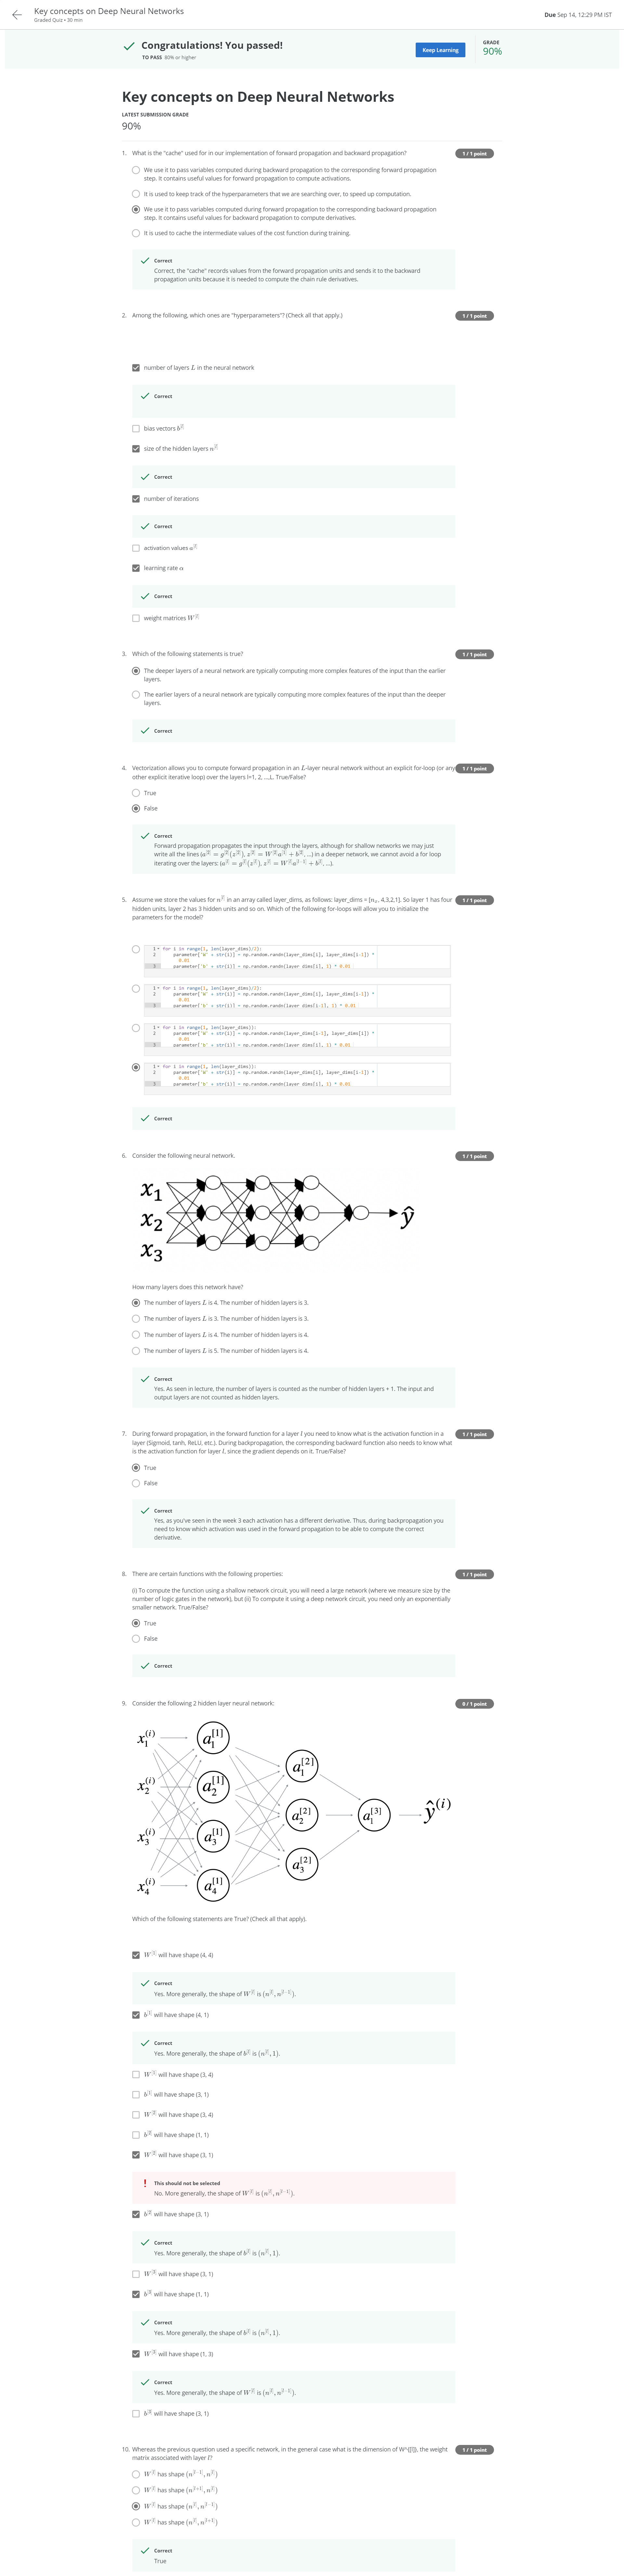 Key concepts on Deep Neural Networks
Graded Quiz • 30 min
Due Sep 14, 12:29 PM IST
Congratulations! You passed!
TO PASS 80% or higher
Keep Learning
GRADE
90%
Key concepts on Deep Neural Networks
LATEST SUBMISSION GRADE
90%
1. What is the "cache" used for in our implementation of forward propagation and backward propagation?
1 / 1 point
We use it to pass variables computed during backward propagation to the corresponding forward propagation
step. It contains useful values for forward propagation to compute activations.
It is used to keep track of the hyperparameters that we are searching over, to speed up computation.
We use it to pass variables computed during forward propagation to the corresponding backward propagation
step. It contains useful values for backward propagation to compute derivatives.
It is used to cache the intermediate values of the cost function during training.
Correct
Correct, the "cache" records values from the forward propagation units and sends it to the backward
propagation units because it is needed to compute the chain rule derivatives.
2. Among the following, which ones are "hyperparameters"? (Check all that apply.)
1 / 1 point
number of layers L in the neural network
Correct
bias vectors b^[l]
size of the hidden layers n^[l]
Correct
number of iterations
Correct
activation values a^[l]
learning rate α
Correct
weight matrices W^[l]
3. Which of the following statements is true?
1 / 1 point
The deeper layers of a neural network are typically computing more complex features of the input than the earlier
layers.
The earlier layers of a neural network are typically computing more complex features of the input than the deeper
layers.
Correct
4. Vectorization allows you to compute forward propagation in an L-layer neural network without an explicit for-loop (or any
1 / 1 point
other explicit iterative loop) over the layers l=1, 2, …,L. True/False?
True
False
Correct
Forward propagation propagates the input through the layers, although for shallow networks we may just
write all the lines (a^[2] = g^[2](z^[2]), z^[2] = W^[2]a^[1] + b^[2], ...) in a deeper network, we cannot avoid a for loop
iterating over the layers: (a^[l] = g^[l](z^[l]), z^[l] = W^[l]a^[l-1] + b^[l], ...).
5. Assume we store the values for n^[l] in an array called layer_dims, as follows: layer_dims = [n_x, 4,3,2,1]. So layer 1 has four
1 / 1 point
hidden units, layer 2 has 3 hidden units and so on. Which of the following for-loops will allow you to initialize the
parameters for the model?
1 for i in range(1, len(layer_dims)/2):
2 parameter['W' + str(i)] = np.random.randn(layer_dims[i], layer_dims[i-1]) *
0.01
3 parameter['b' + str(i)] = np.random.randn(layer_dims[i], 1) * 0.01
1 for i in range(1, len(layer_dims)/2):
2 parameter['W' + str(i)] = np.random.randn(layer_dims[i], layer_dims[i-1]) *
0.01
3 parameter['b' + str(i)] = np.random.randn(layer_dims[i-1], 1) * 0.01
1 for i in range(1, len(layer_dims)):
2 parameter['W' + str(i)] = np.random.randn(layer_dims[i-1], layer_dims[i]) *
0.01
3 parameter['b' + str(i)] = np.random.randn(layer_dims[i], 1) * 0.01
1 for i in range(1, len(layer_dims)):
2 parameter['W' + str(i)] = np.random.randn(layer_dims[i], layer_dims[i-1]) *
0.01
3 parameter['b' + str(i)] = np.random.randn(layer_dims[i], 1) * 0.01
Correct
6. Consider the following neural network.
1 / 1 point
x1
x2
x3
ŷ
How many layers does this network have?
The number of layers L is 4. The number of hidden layers is 3.
The number of layers L is 3. The number of hidden layers is 3.
The number of layers L is 4. The number of hidden layers is 4.
The number of layers L is 5. The number of hidden layers is 4.
Correct
Yes. As seen in lecture, the number of layers is counted as the number of hidden layers + 1. The input and
output layers are not counted as hidden layers.
7. During forward propagation, in the forward function for a layer l you need to know what is the activation function in a
1 / 1 point
layer (Sigmoid, tanh, ReLU, etc.). During backpropagation, the corresponding backward function also needs to know what
is the activation function for layer l, since the gradient depends on it. True/False?
True
False
Correct
Yes, as you've seen in the week 3 each activation has a different derivative. Thus, during backpropagation you
need to know which activation was used in the forward propagation to be able to compute the correct
derivative.
8. There are certain functions with the following properties:
1 / 1 point
(i) To compute the function using a shallow network circuit, you will need a large network (where we measure size by the
number of logic gates in the network), but (ii) To compute it using a deep network circuit, you need only an exponentially
smaller network. True/False?
True
False
Correct
9. Consider the following 2 hidden layer neural network:
0 / 1 point
x1^(i)
x2^(i)
x3^(i)
x4^(i)
a1^[1]
a2^[1]
a3^[1]
a4^[1]
a1^[2]
a2^[2]
a3^[2]
a1^[3]
ŷ^(i)
Which of the following statements are True? (Check all that apply).
W^[1] will have shape (4, 4)
Correct
Yes. More generally, the shape of W^[l] is (n^[l], n^[l-1]).
b^[1] will have shape (4, 1)
Correct
Yes. More generally, the shape of b^[l] is (n^[l], 1).
W^[1] will have shape (3, 4)
b^[1] will have shape (3, 1)
W^[2] will have shape (3, 4)
b^[2] will have shape (1, 1)
W^[2] will have shape (3, 1)
This should not be selected
No. More generally, the shape of W^[l] is (n^[l], n^[l-1]).
b^[2] will have shape (3, 1)
Correct
Yes. More generally, the shape of b^[l] is (n^[l], 1).
W^[3] will have shape (3, 1)
b^[3] will have shape (1, 1)
Correct
Yes. More generally, the shape of b^[l] is (n^[l], 1).
W^[3] will have shape (1, 3)
Correct
Yes. More generally, the shape of W^[l] is (n^[l], n^[l-1]).
b^[3] will have shape (3, 1)
10. Whereas the previous question used a specific network, in the general case what is the dimension of W^{[l]}, the weight
1 / 1 point
matrix associated with layer l?
W^[l] has shape (n^[l-1], n^[l])
W^[l] has shape (n^[l+1], n^[l])
W^[l] has shape (n^[l], n^[l-1])
W^[l] has shape (n^[l], n^[l+1])
Correct
True